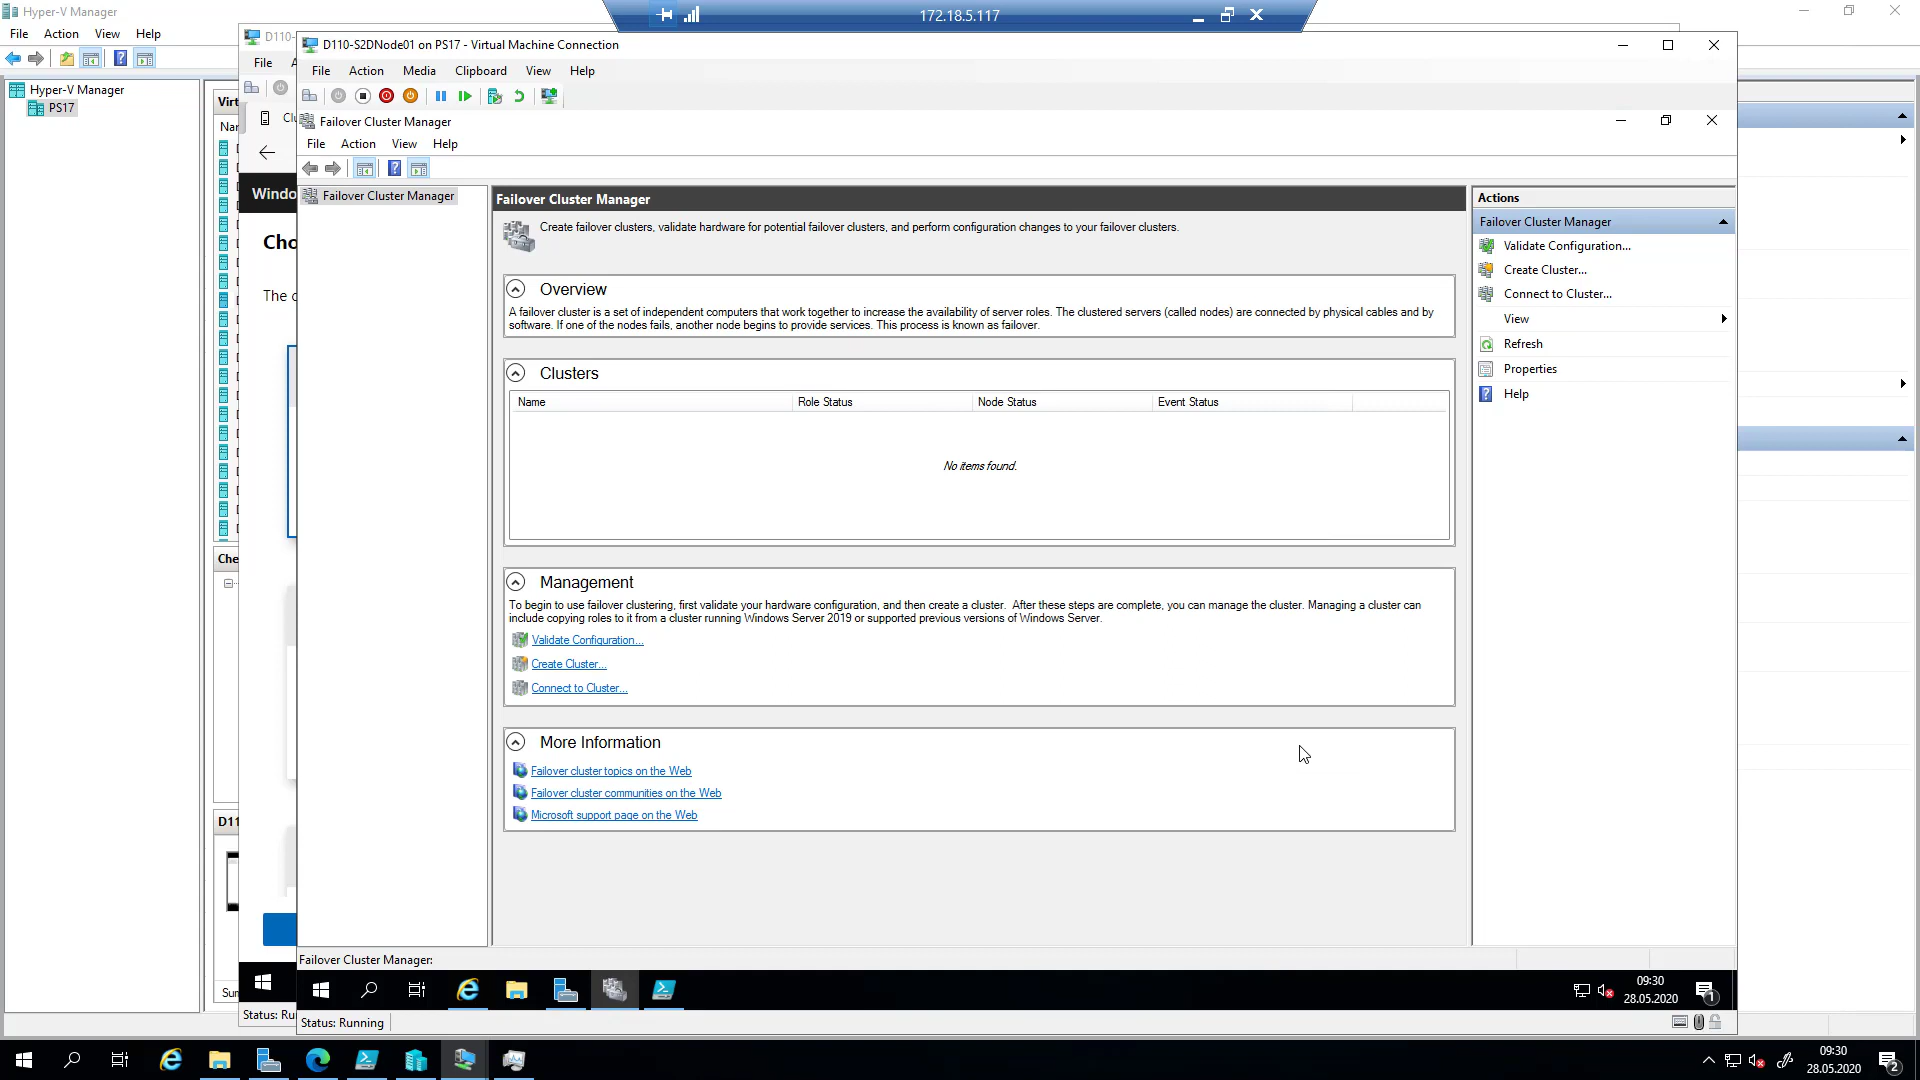 Hyper-V Manager
File Action View Help
172.18.5.117
Hyper-V Manager
PS17
D110-
File
D110-S2DNode01 on PS17 - Virtual Machine Connection
File Action Media Clipboard View Help
Failover Cluster Manager
File Action View Help
Failover Cluster Manager
Failover Cluster Manager
Create failover clusters, validate hardware for potential failover clusters, and perform configuration changes to your failover clusters.
Overview
A failover cluster is a set of independent computers that work together to increase the availability of server roles. The clustered servers (called nodes) are connected by physical cables and by
software. If one of the nodes fails, another node begins to provide services. This process is known as failover.
Clusters
Name Role Status Node Status Event Status
No items found.
Management
To begin to use failover clustering, first validate your hardware configuration, and then create a cluster. After these steps are complete, you can manage the cluster. Managing a cluster can
include copying roles to it from a cluster running Windows Server 2019 or supported previous versions of Windows Server.
Validate Configuration...
Create Cluster...
Connect to Cluster...
More Information
Failover cluster topics on the Web
Failover cluster communities on the Web
Microsoft support page on the Web
Actions
Failover Cluster Manager
Validate Configuration...
Create Cluster...
Connect to Cluster...
View
Refresh
Properties
Help
Failover Cluster Manager:
09:30
28.05.2020
1
Status: Running
09:30
28.05.2020
2